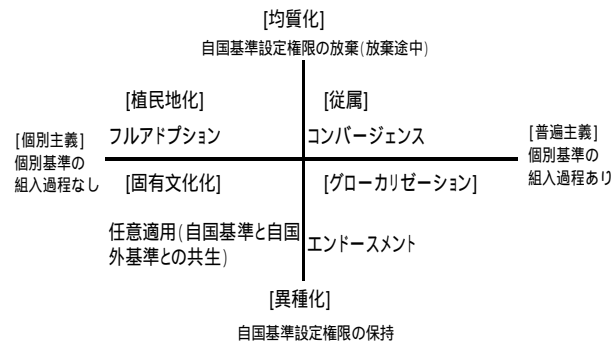 [均質化]
自国基準設定権限の放棄(放棄途中)
[植民地化]
[従属]
[個別主義]
個別基準の
組入過程なし
フルアドプション
コンバージェンス
[普遍主義]
個別基準の
組入過程あり
[固有文化化]
[グローカリゼーション]
任意適用(自国基準と自国
外基準との共生)
エンドースメント
[異種化]
自国基準設定権限の保持